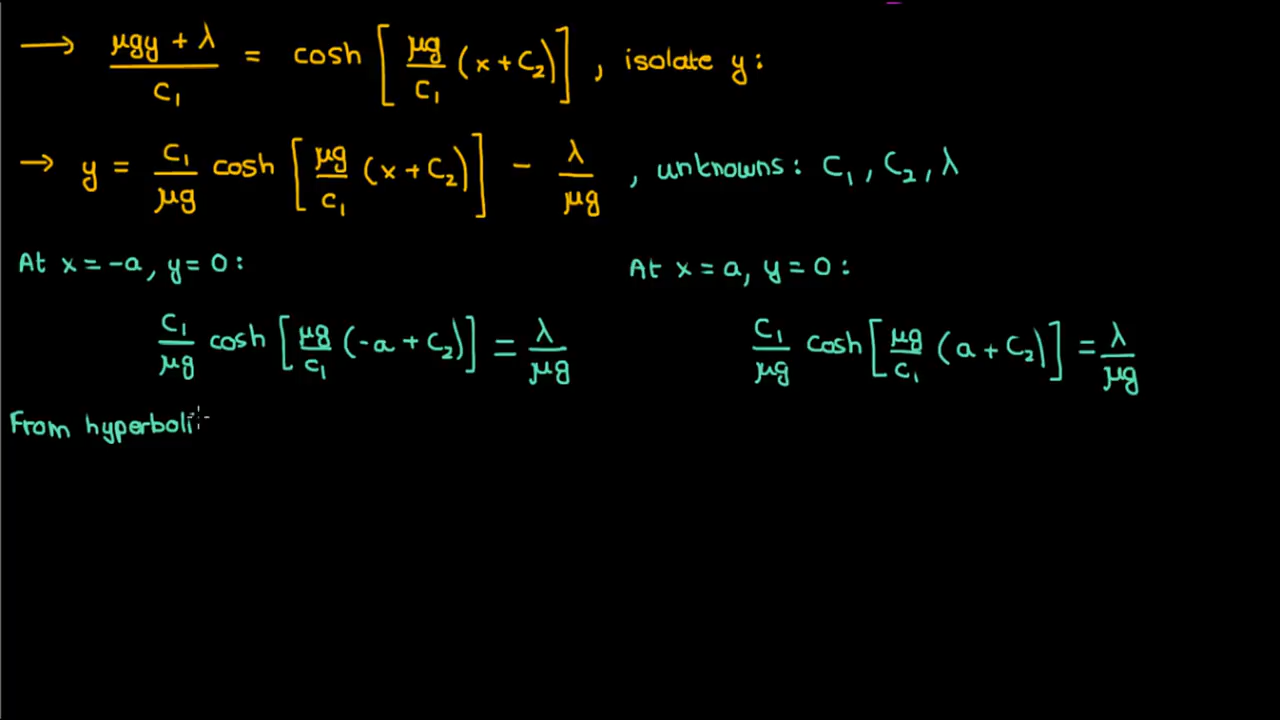 → (μgy + λ)/C₁ = cosh [ μg/C₁ (x + C₂) ] , isolate y:
→ y = C₁/μg cosh [ μg/C₁ (x + C₂) ] − λ/μg , unknowns: C₁, C₂, λ
At x = -a, y = 0: At x = a, y = 0:
C₁/μg cosh [ μg/C₁ (-a + C₂) ] = λ/μg C₁/μg cosh [ μg/C₁ (a + C₂) ] = λ/μg
From hyperboli